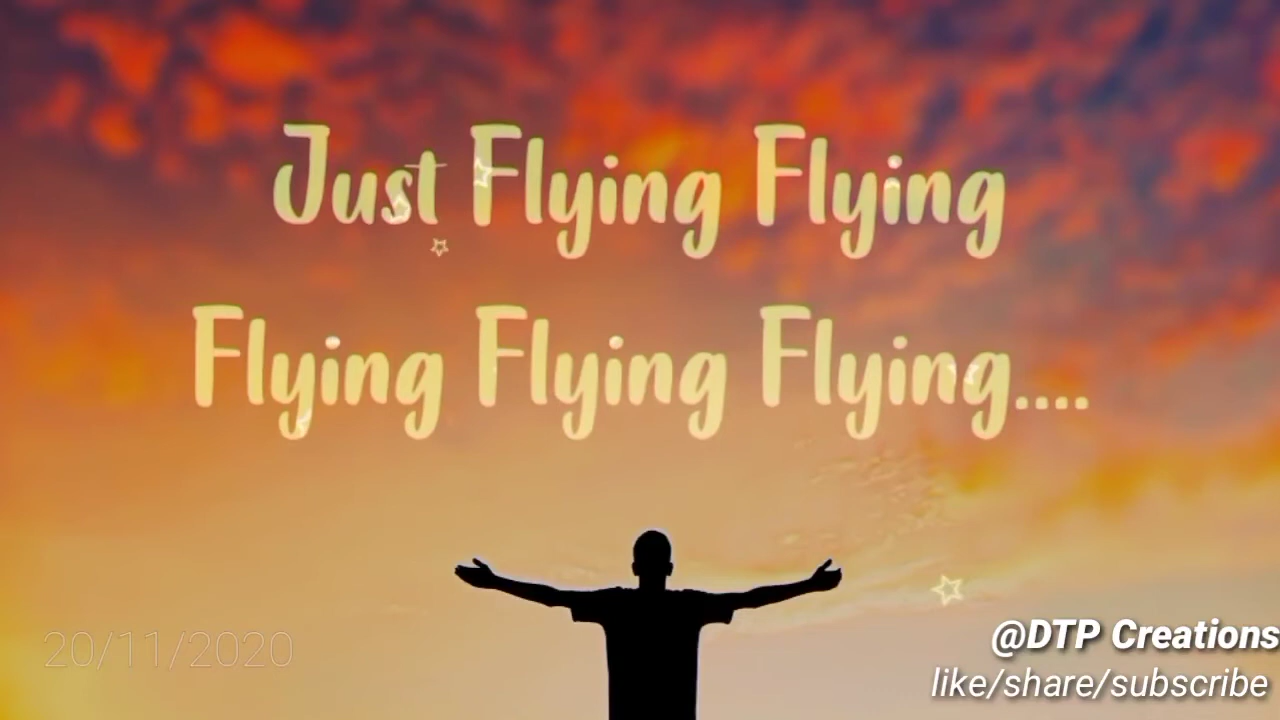 Just Flying Flying
Flying Flying Flying....
20/11/2020
@DTP Creations
like/share/subscribe